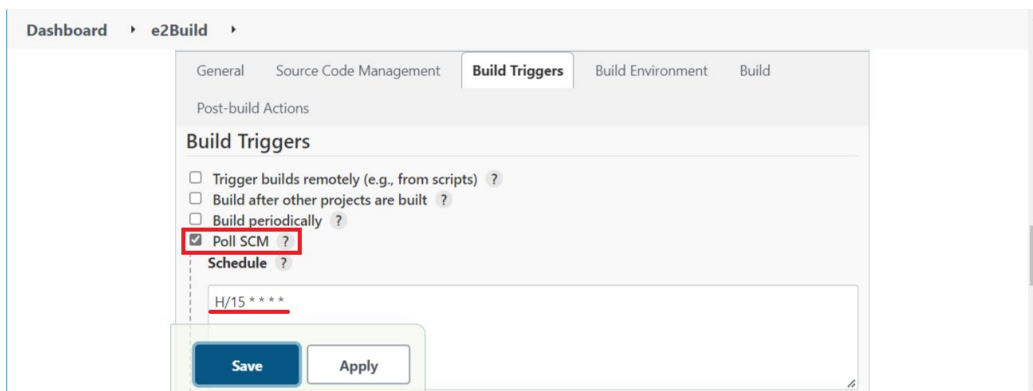 Dashboard ▸ e2Build ▸
General Source Code Management Build Triggers Build Environment Build
Post-build Actions
Build Triggers
Trigger builds remotely (e.g., from scripts) ?
Build after other projects are built ?
Build periodically ?
Poll SCM ?
Schedule ?
H/15 * * * *
Save Apply